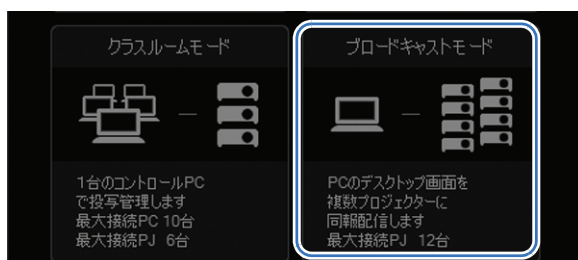 クラスルームモード
1台のコントロールPC
で投写管理します
最大接続PC 10台
最大接続PJ 6台
ブロードキャストモード
PCのデスクトップ画面を
複数プロジェクターに
同報配信します
最大接続PJ 12台